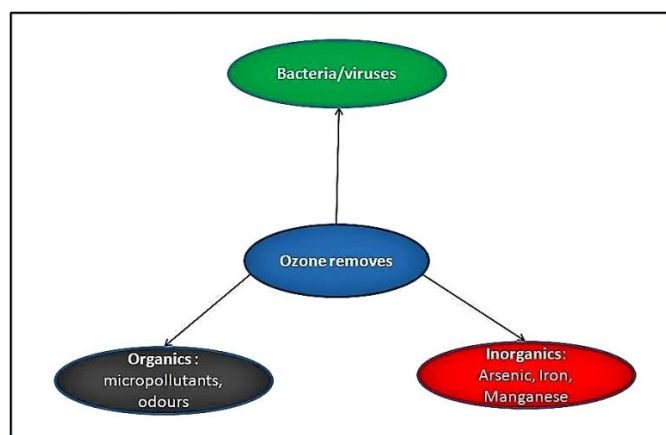 Bacteria/viruses
Ozone removes
Organics :
micropollutants,
odours
Inorganics:
Arsenic, Iron,
Manganese